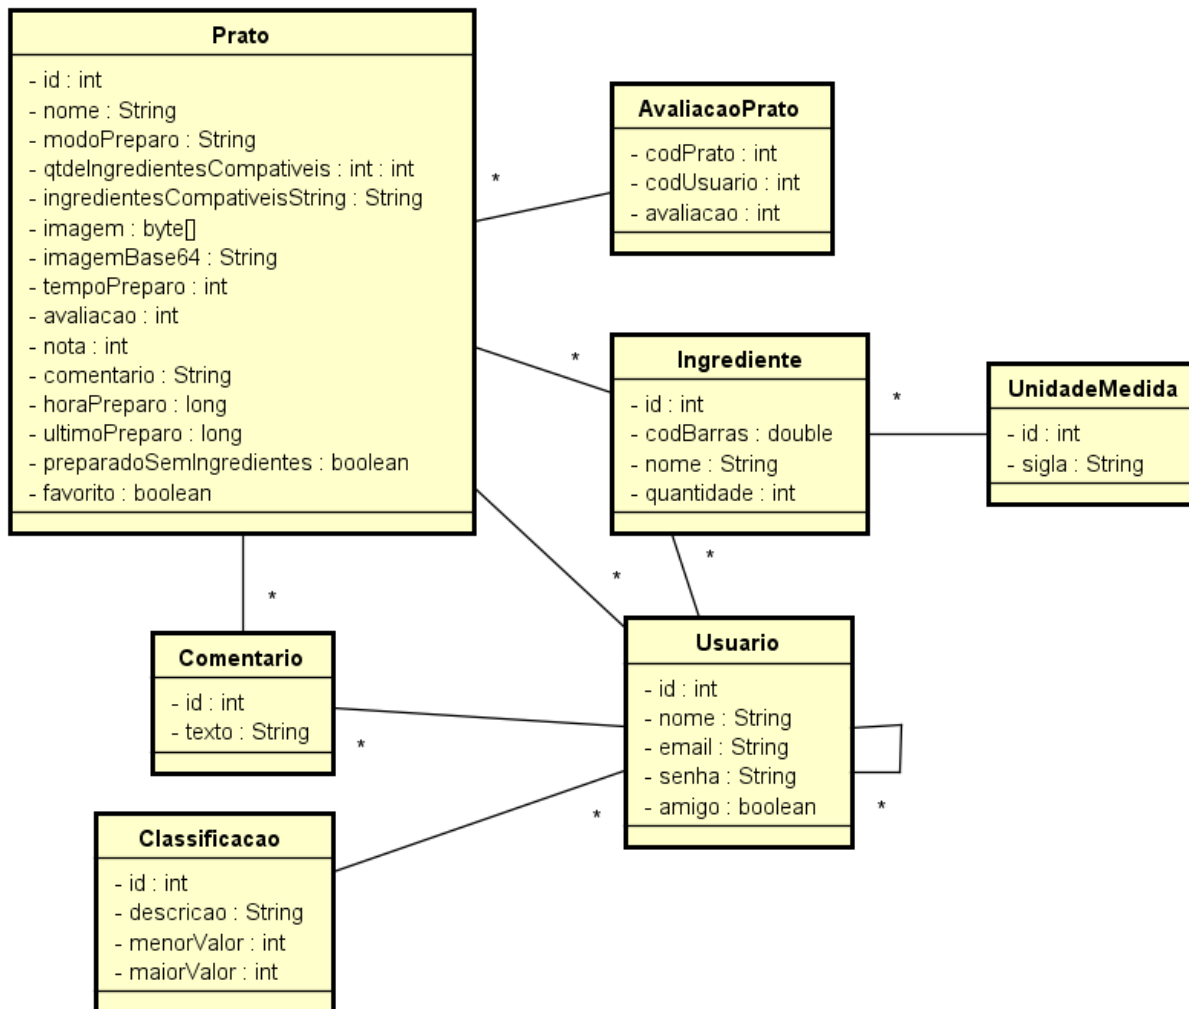 Prato
- id : int
- nome : String
- modoPreparo : String
- qtdeIngredientesCompativeis : int : int
- ingredientesCompativeisString : String
- imagem : byte[]
- imagemBase64 : String
- tempoPreparo : int
- avaliacao : int
- nota : int
- comentario : String
- horaPreparo : long
- ultimoPreparo : long
- preparadoSemIngredientes : boolean
- favorito : boolean
*
AvaliacaoPrato
- codPrato : int
- codUsuario : int
- avaliacao : int
*
Ingrediente
- id : int
- codBarras : double
- nome : String
- quantidade : int
*
UnidadeMedida
- id : int
- sigla : String
*
*
*
Comentario
- id : int
- texto : String
*
Usuario
- id : int
- nome : String
- email : String
- senha : String
- amigo : boolean
*
*
Classificacao
- id : int
- descricao : String
- menorValor : int
- maiorValor : int